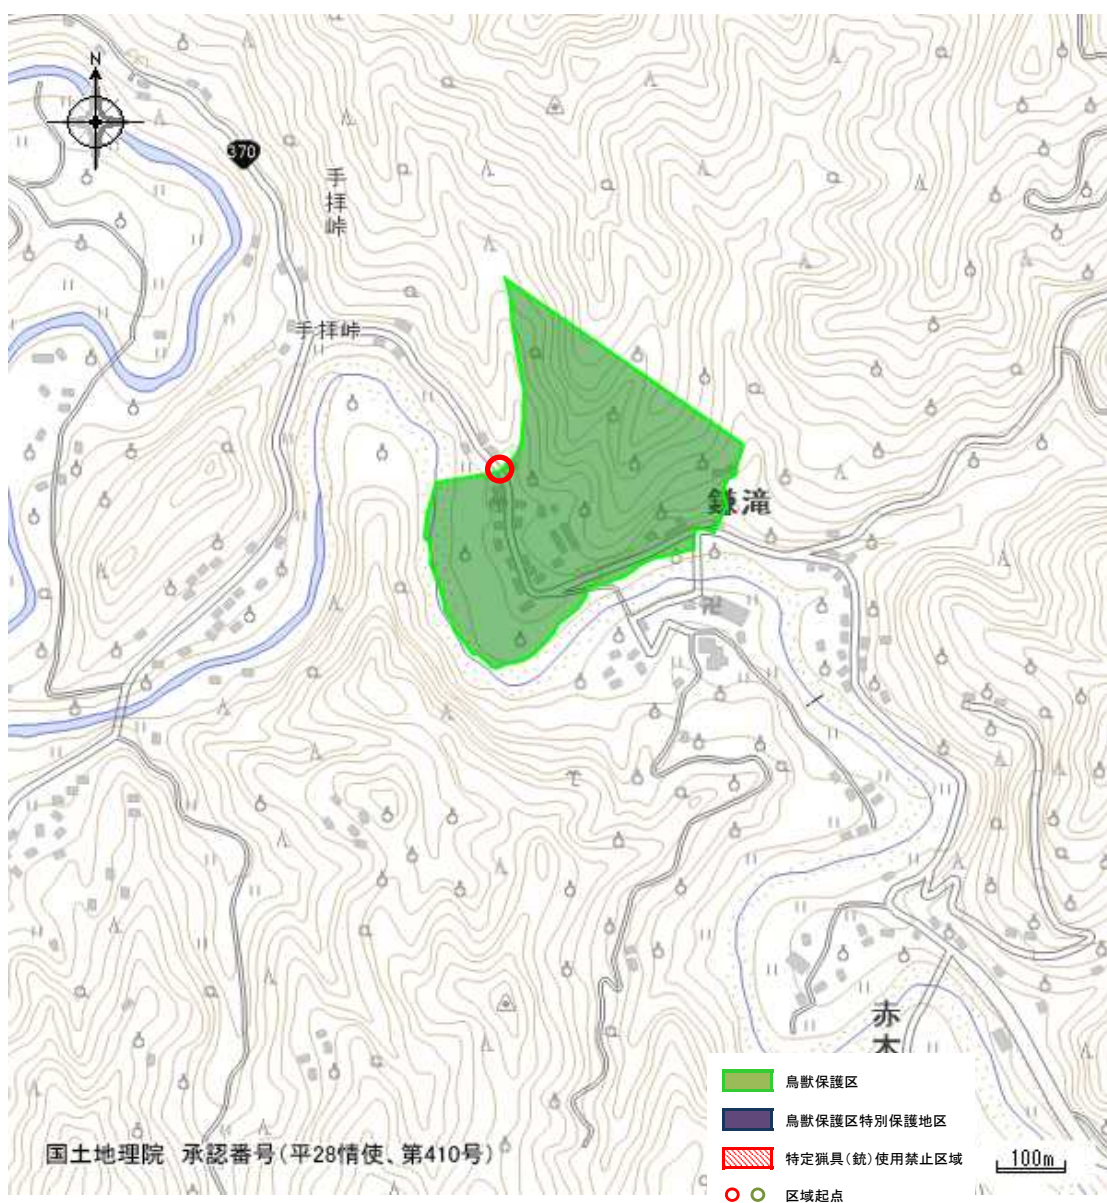 N
370
手拝峠
手拝峠
鎌滝
赤木
鳥獣保護区
鳥獣保護区特別保護地区
特定猟具(銃)使用禁止区域
区域起点
100m
国土地理院 承認番号(平28情使、第410号)